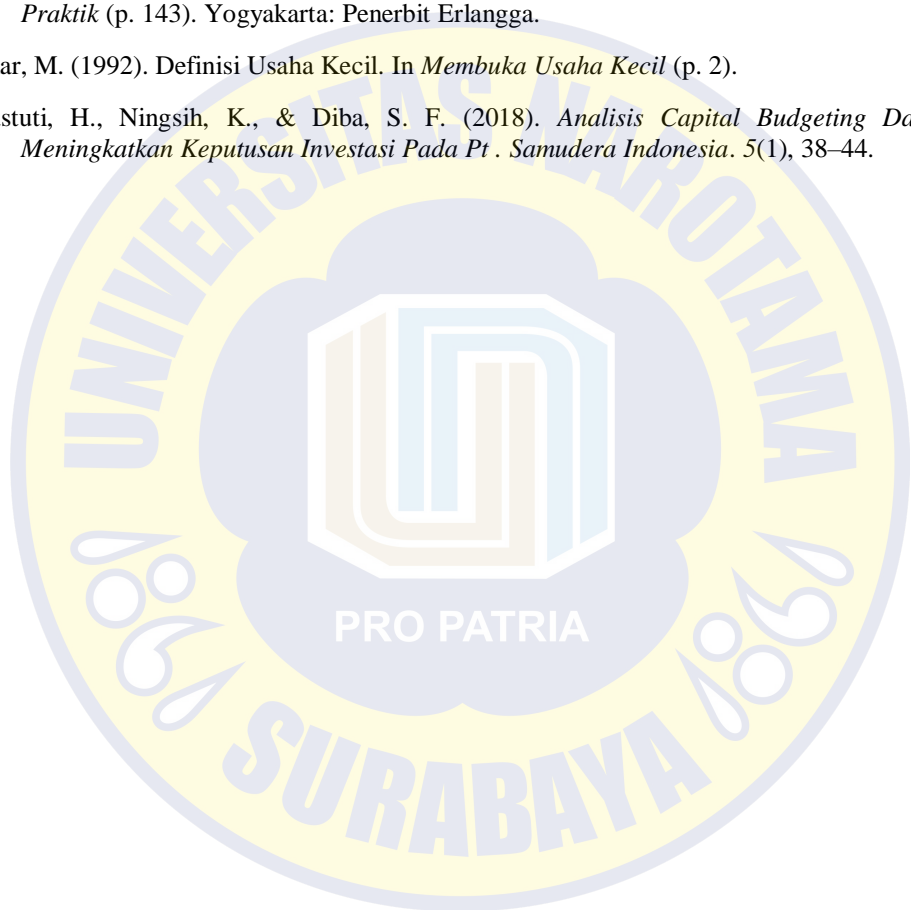 Praktik (p. 143). Yogyakarta: Penerbit Erlangga.
ar, M. (1992). Definisi Usaha Kecil. In Membuka Usaha Kecil (p. 2).
stuti, H., Ningsih, K., & Diba, S. F. (2018). Analisis Capital Budgeting Da
Meningkatkan Keputusan Investasi Pada Pt . Samudera Indonesia. 5(1), 38–44.
UNIVERSITAS NAROTAMA
PRO PATRIA
SURABAYA